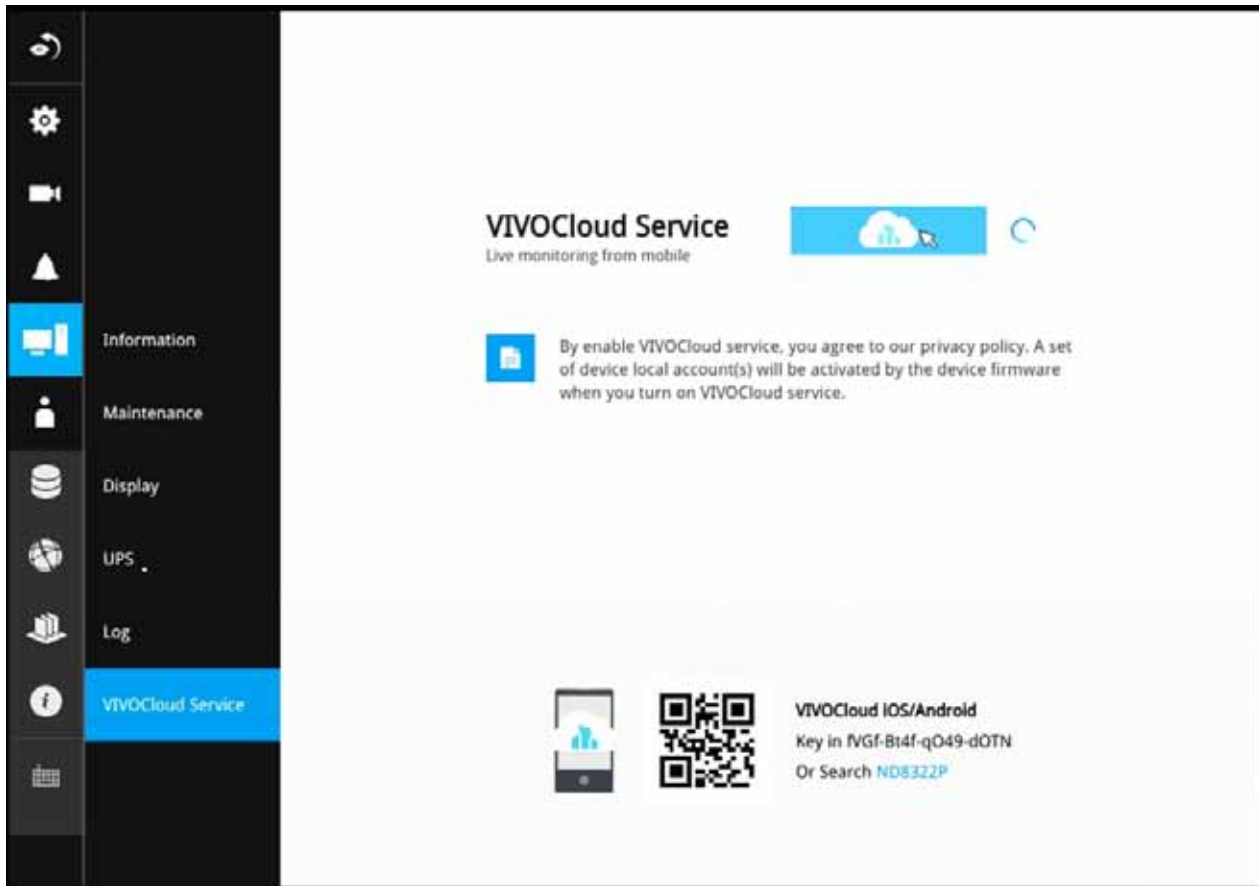 VIVOCloud Service
Live monitoring from mobile
By enable VIVOCloud service, you agree to our privacy policy. A set
of device local account(s) will be activated by the device firmware
when you turn on VIVOCloud service.
Information
Maintenance
Display
UPS
Log
VIVOCloud Service
VIVOCloud iOS/Android
Key in fVGf-Bt4f-qO49-dOTN
Or Search ND8322P